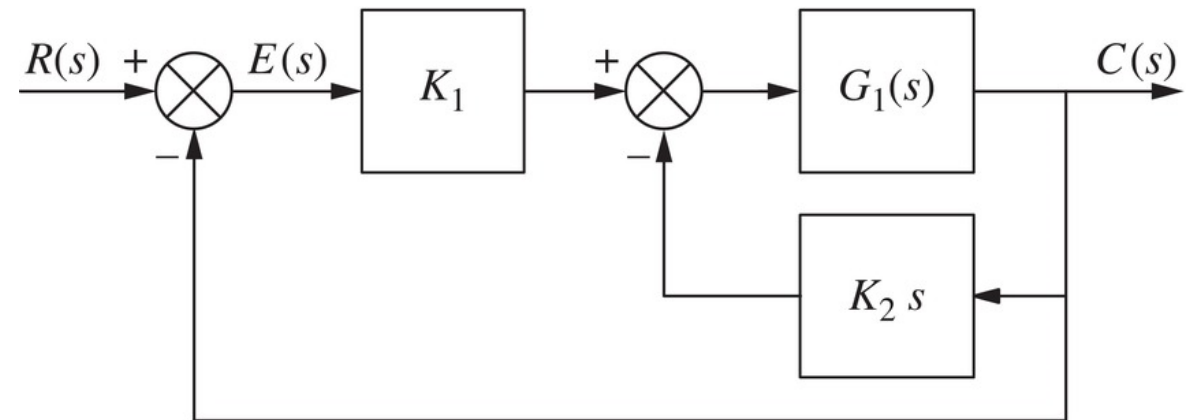 R(s) + E(s) K₁ + G₁(s) C(s)
− −
K₂ s